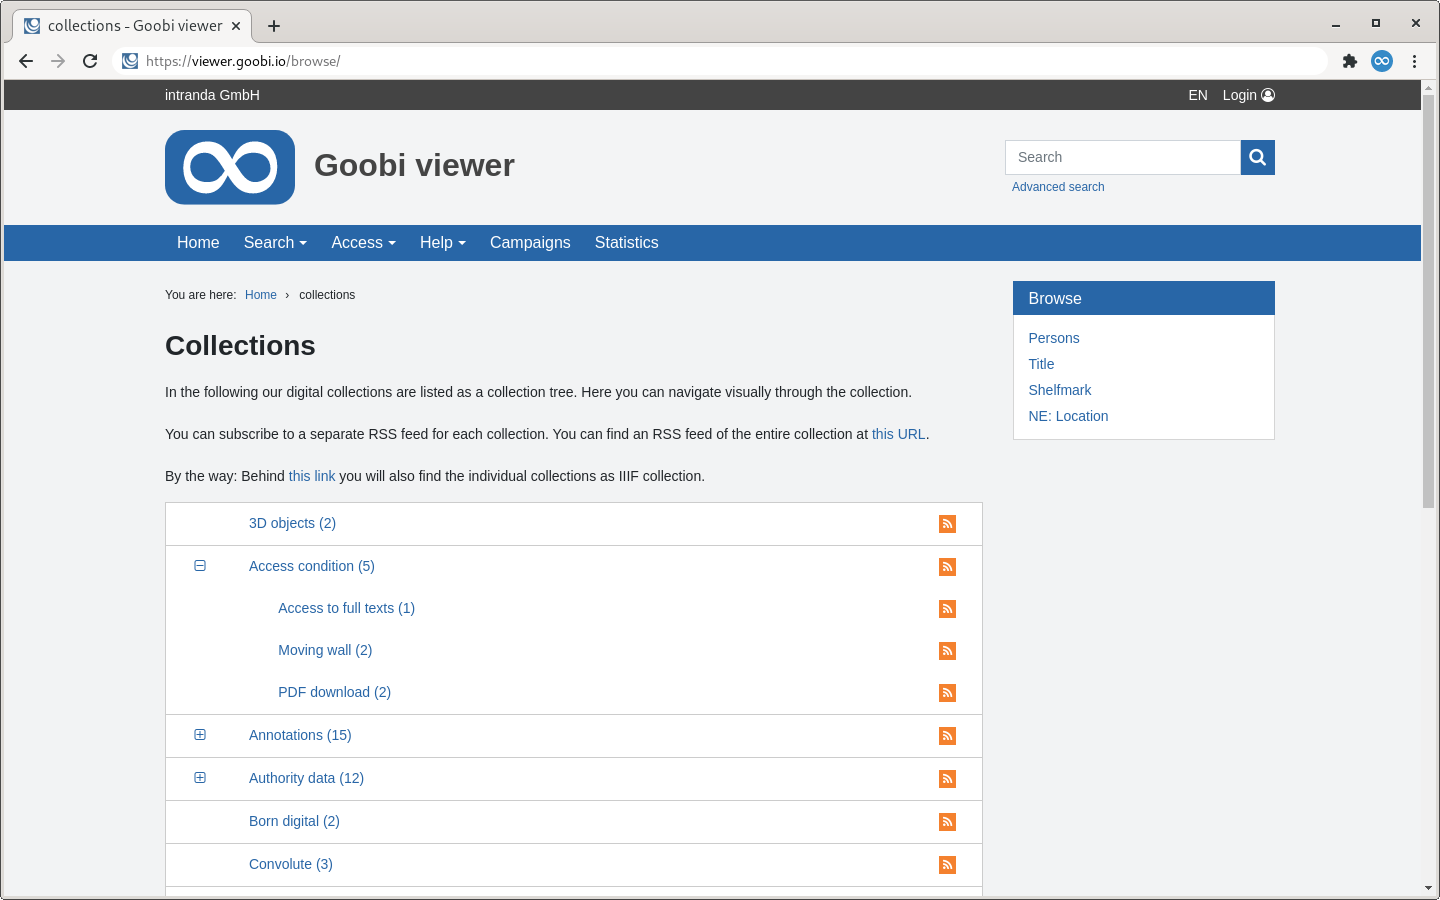 collections - Goobi viewer
https://viewer.goobi.io/browse/
intranda GmbH
EN Login
Goobi viewer
Search
Advanced search
Home Search Access Help Campaigns Statistics
You are here: Home › collections
Collections
In the following our digital collections are listed as a collection tree. Here you can navigate visually through the collection.
You can subscribe to a separate RSS feed for each collection. You can find an RSS feed of the entire collection at this URL.
By the way: Behind this link you will also find the individual collections as IIIF collection.
3D objects (2)
Access condition (5)
Access to full texts (1)
Moving wall (2)
PDF download (2)
Annotations (15)
Authority data (12)
Born digital (2)
Convolute (3)
Browse
Persons
Title
Shelfmark
NE: Location